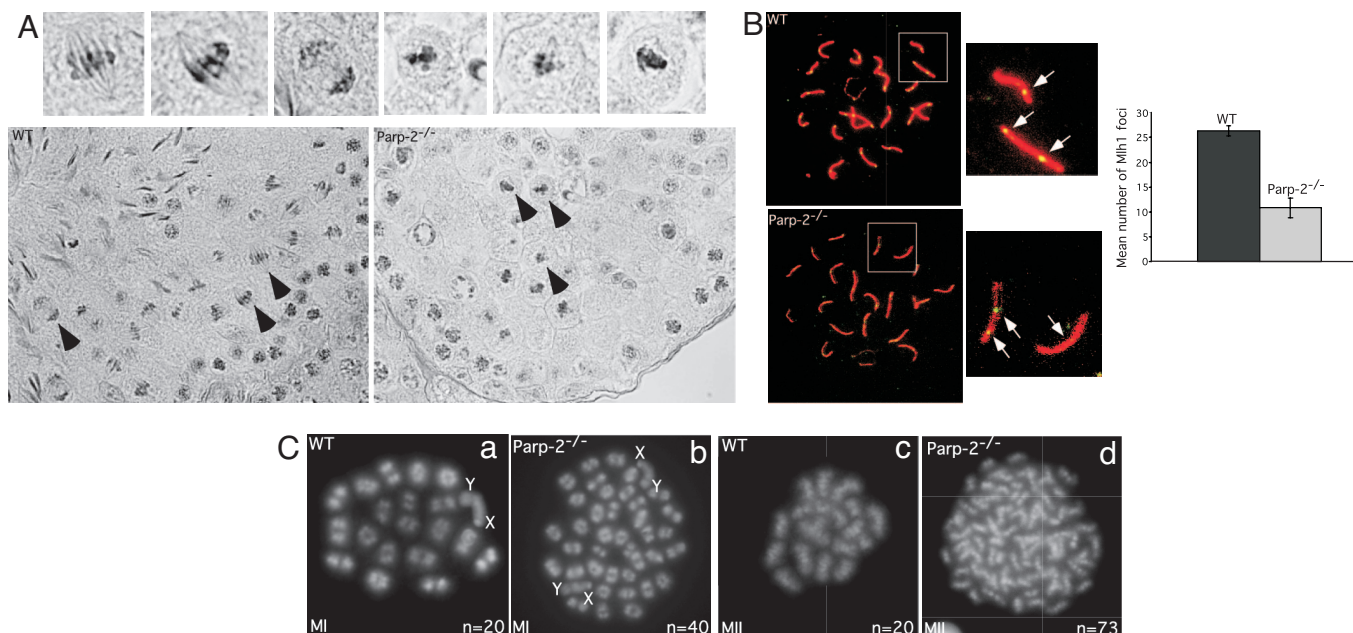 A
WT
Parp-2-/-
B
WT
Parp-2-/-
Mean number of Mlh1 foci
30
25
20
15
10
5
0
WT
Parp-2-/-
C
WT
a
Y
X
MI
n=20
Parp-2-/-
b
X
Y
Y
X
MI
n=40
WT
c
MII
n=20
Parp-2-/-
d
MII
n=73